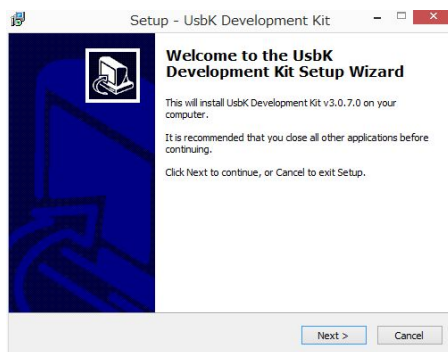 Setup - UsbK Development Kit
Welcome to the UsbK
Development Kit Setup Wizard
This will install UsbK Development Kit v3.0.7.0 on your
computer.
It is recommended that you close all other applications before
continuing.
Click Next to continue, or Cancel to exit Setup.
Next >
Cancel